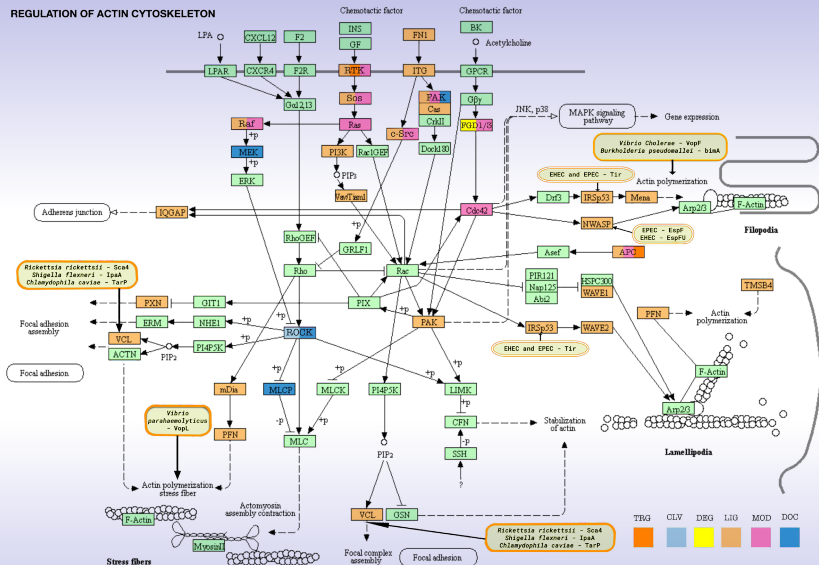 REGULATION OF ACTIN CYTOSKELETON
Chemotactic factor
Chemotactic factor
LPA
CXCL12
F2
INS
GF
FN1
BK
Acetylcholine
LPAR
CXCR4
F2R
RTK
ITG
GPCR
Gα12,13
Sos
FAK
Gβγ
Cas
CrkII
Raf
Ras
c-Src
PGD1/3
JNK, p38
MAPK signaling
pathway
Gene expression
+p
MEK
PI3K
Rac1GEF
Dock180
+p
ERK
PIP3
Vibrio Cholerae - VopF
Burkholderia pseudomallei - bimA
EHEC and EPEC - Tir
Actin polymerization
Drf3
IRSp53
Mena
Arp2/3
F-Actin
Adherens junction
IQGAP
Cdc42
NWASP
EPEC - EspF
EHEC - EspFU
Filopodia
+p
RhoGEF
GRLF1
Asef
APC
Rickettsia rickettsii - Sca4
Shigella flexneri - IpsA
Chlamydophila caviae - TarP
Rho
Rac
PIR121
Nap125
Abi2
HSPC300
WAVE1
TMSB4
PXN
GIT1
PIX
PFN
Focal adhesion
assembly
ERM
NHE1
+p
+p
+p
PAK
IRSp53
WAVE2
Actin
polymerization
VCL
ACTN
PIP2
PI4P5K
ROCK
+p
EHEC and EPEC - Tir
Focal adhesion
+p
+p
+p
F-Actin
mDia
MLCP
MLCK
PI4P5K
LIMK
Arp2/3
Vibrio
parahaemolyticus
- VopL
-p
+p
+p
CFN
Stabilization
of actin
PFN
MLC
-p
Lamellipodia
PIP2
SSH
Actin polymerization
stress fiber
?
Actomyosis
assembly contraction
F-Actin
VCL
GSN
Rickettsia rickettsii - Sca4
Shigella flexneri - IpaA
Chlamydophila caviae - TarP
TRG
CLV
DEG
LIG
MOD
DOC
MyosinII
Stress fibers
Focal complex
assembly
Focal adhesion